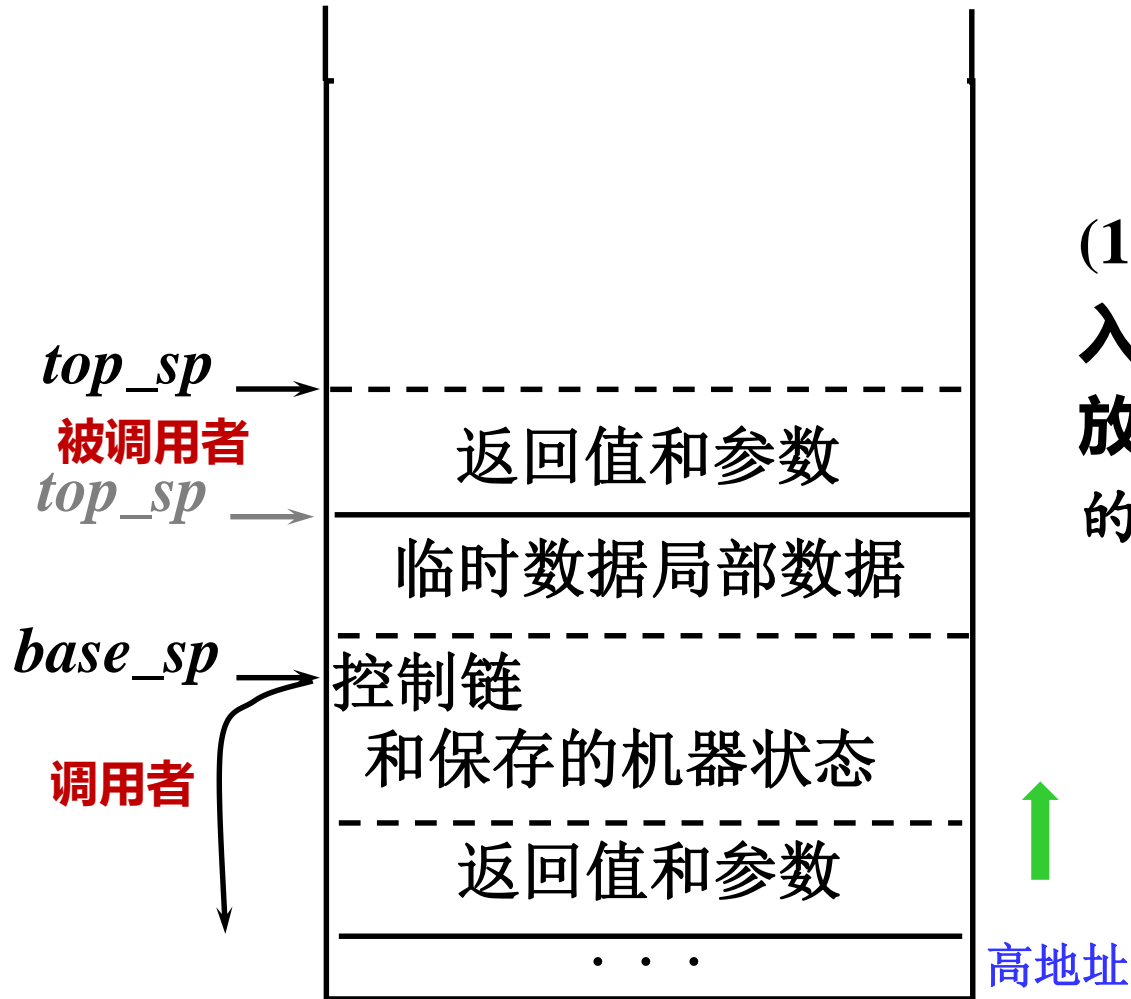 (1
入
放
的
top_sp
被调用者
返回值和参数
top_sp
临时数据局部数据
base_sp
控制链
和保存的机器状态
调用者
返回值和参数
. . .
高地址